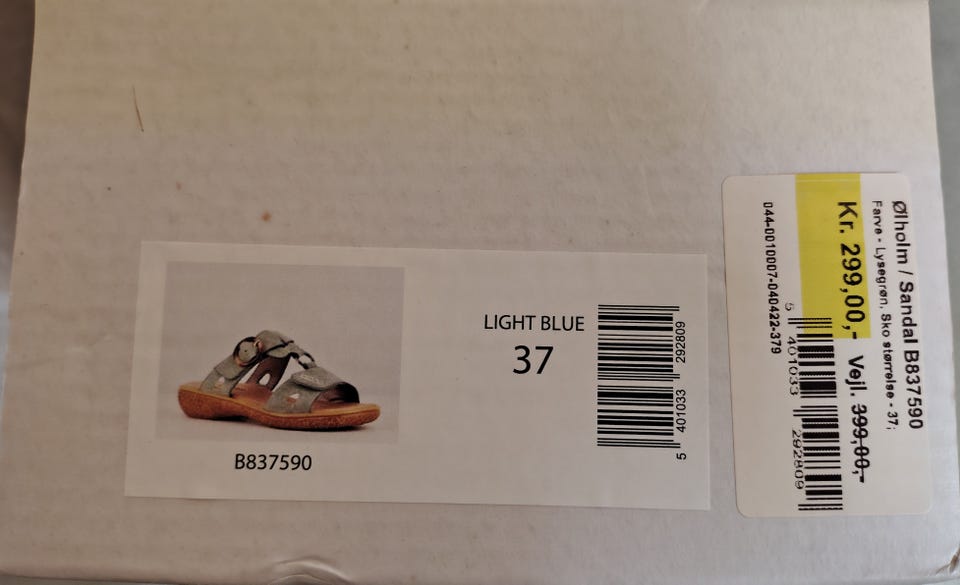 LIGHT BLUE
37
5 401033 292809
B837590
Ølholm / Sandal B837590
Farve - Lysegrøn, Sko størrelse - 37;
Kr. 299,00,- Vejl. 399,00,-
5 401033 292809
044-0010007-040422-379